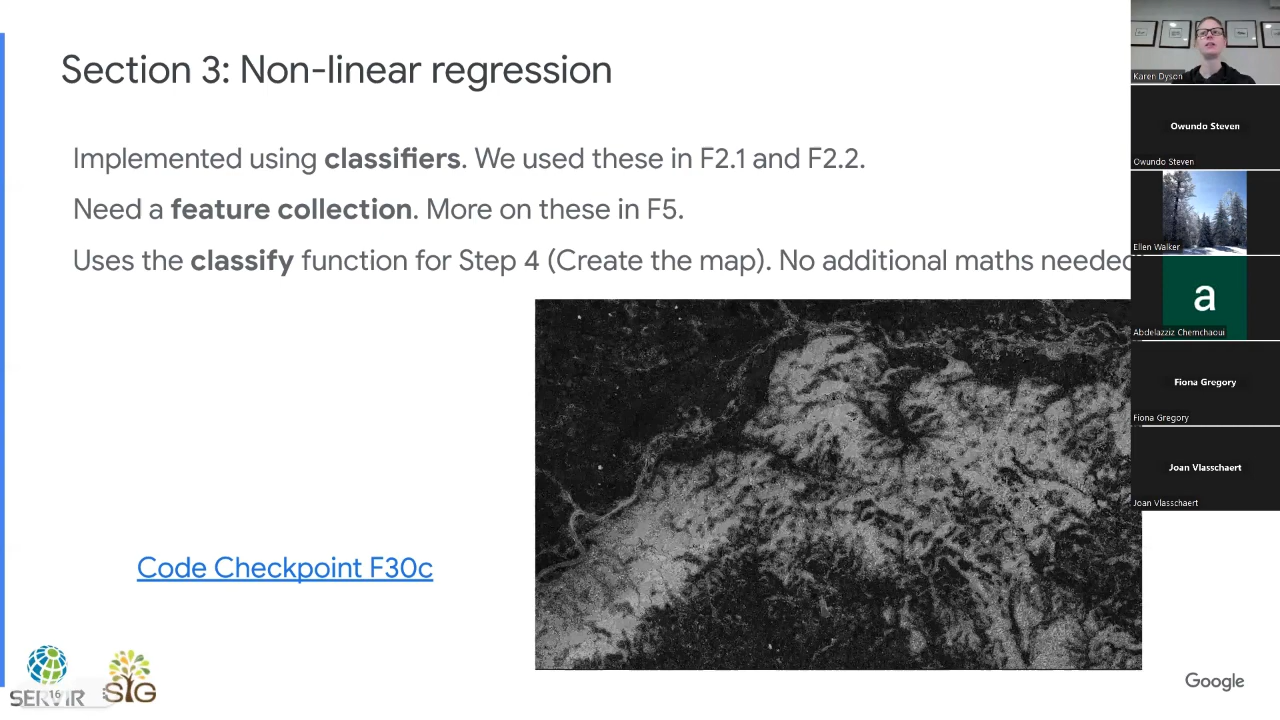 Section 3: Non-linear regression
Implemented using classifiers. We used these in F2.1 and F2.2.
Need a feature collection. More on these in F5.
Uses the classify function for Step 4 (Create the map). No additional maths needed
Code Checkpoint F30c
SERVIR
16
SIG
Google
Karen Dyson
Owundo Steven
Owundo Steven
Ellen Walker
a
Abdelazziz Chemchaoui
Fiona Gregory
Fiona Gregory
Joan Vlasschaert
Joan Vlasschaert